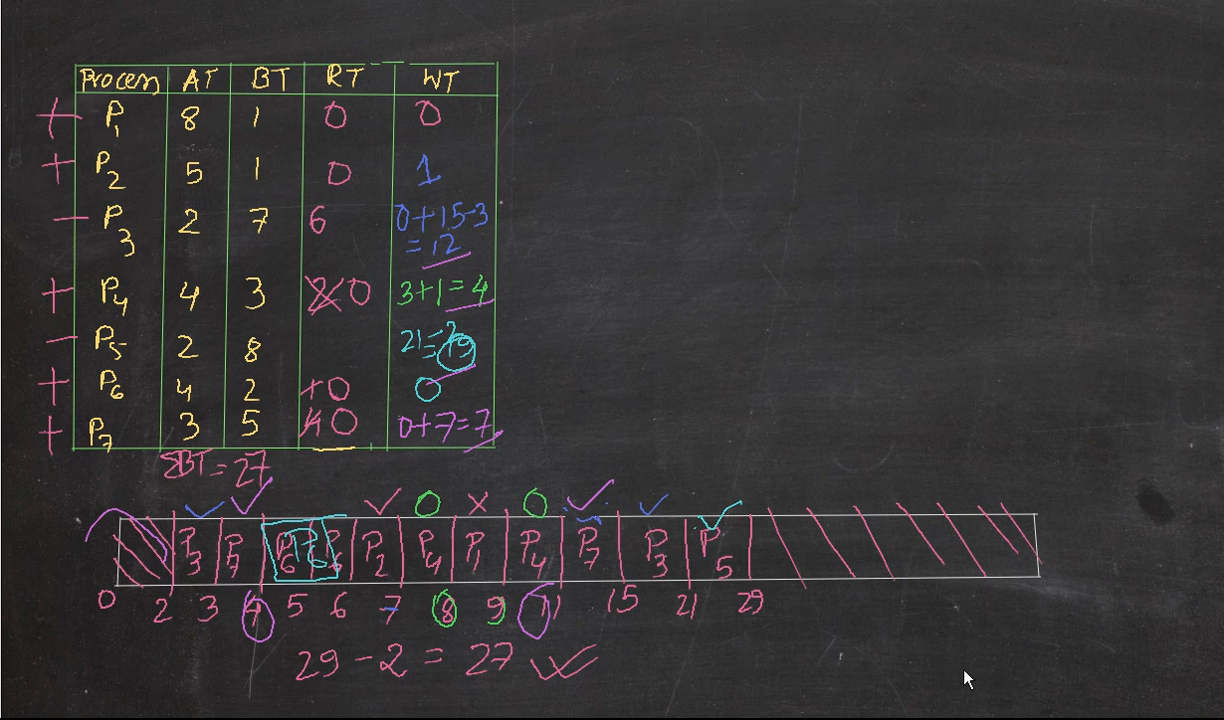 Process AT BT RT WT
+ P1 8 1 0 0
+ P2 5 1 0 1
- P3 2 7 6 0+15-3
= 12
+ P4 4 3 2 0 3+1=4
- P5 2 8 21-2=19
+ P6 4 2 1 0 0
+ P7 3 5 4 0 0+7=7
ΣBT = 27
P3 P7 P6 P6 P2 P4 P1 P4 P7 P3 P5
0 2 3 4 5 6 7 8 9 11 15 21 29
29 - 2 = 27